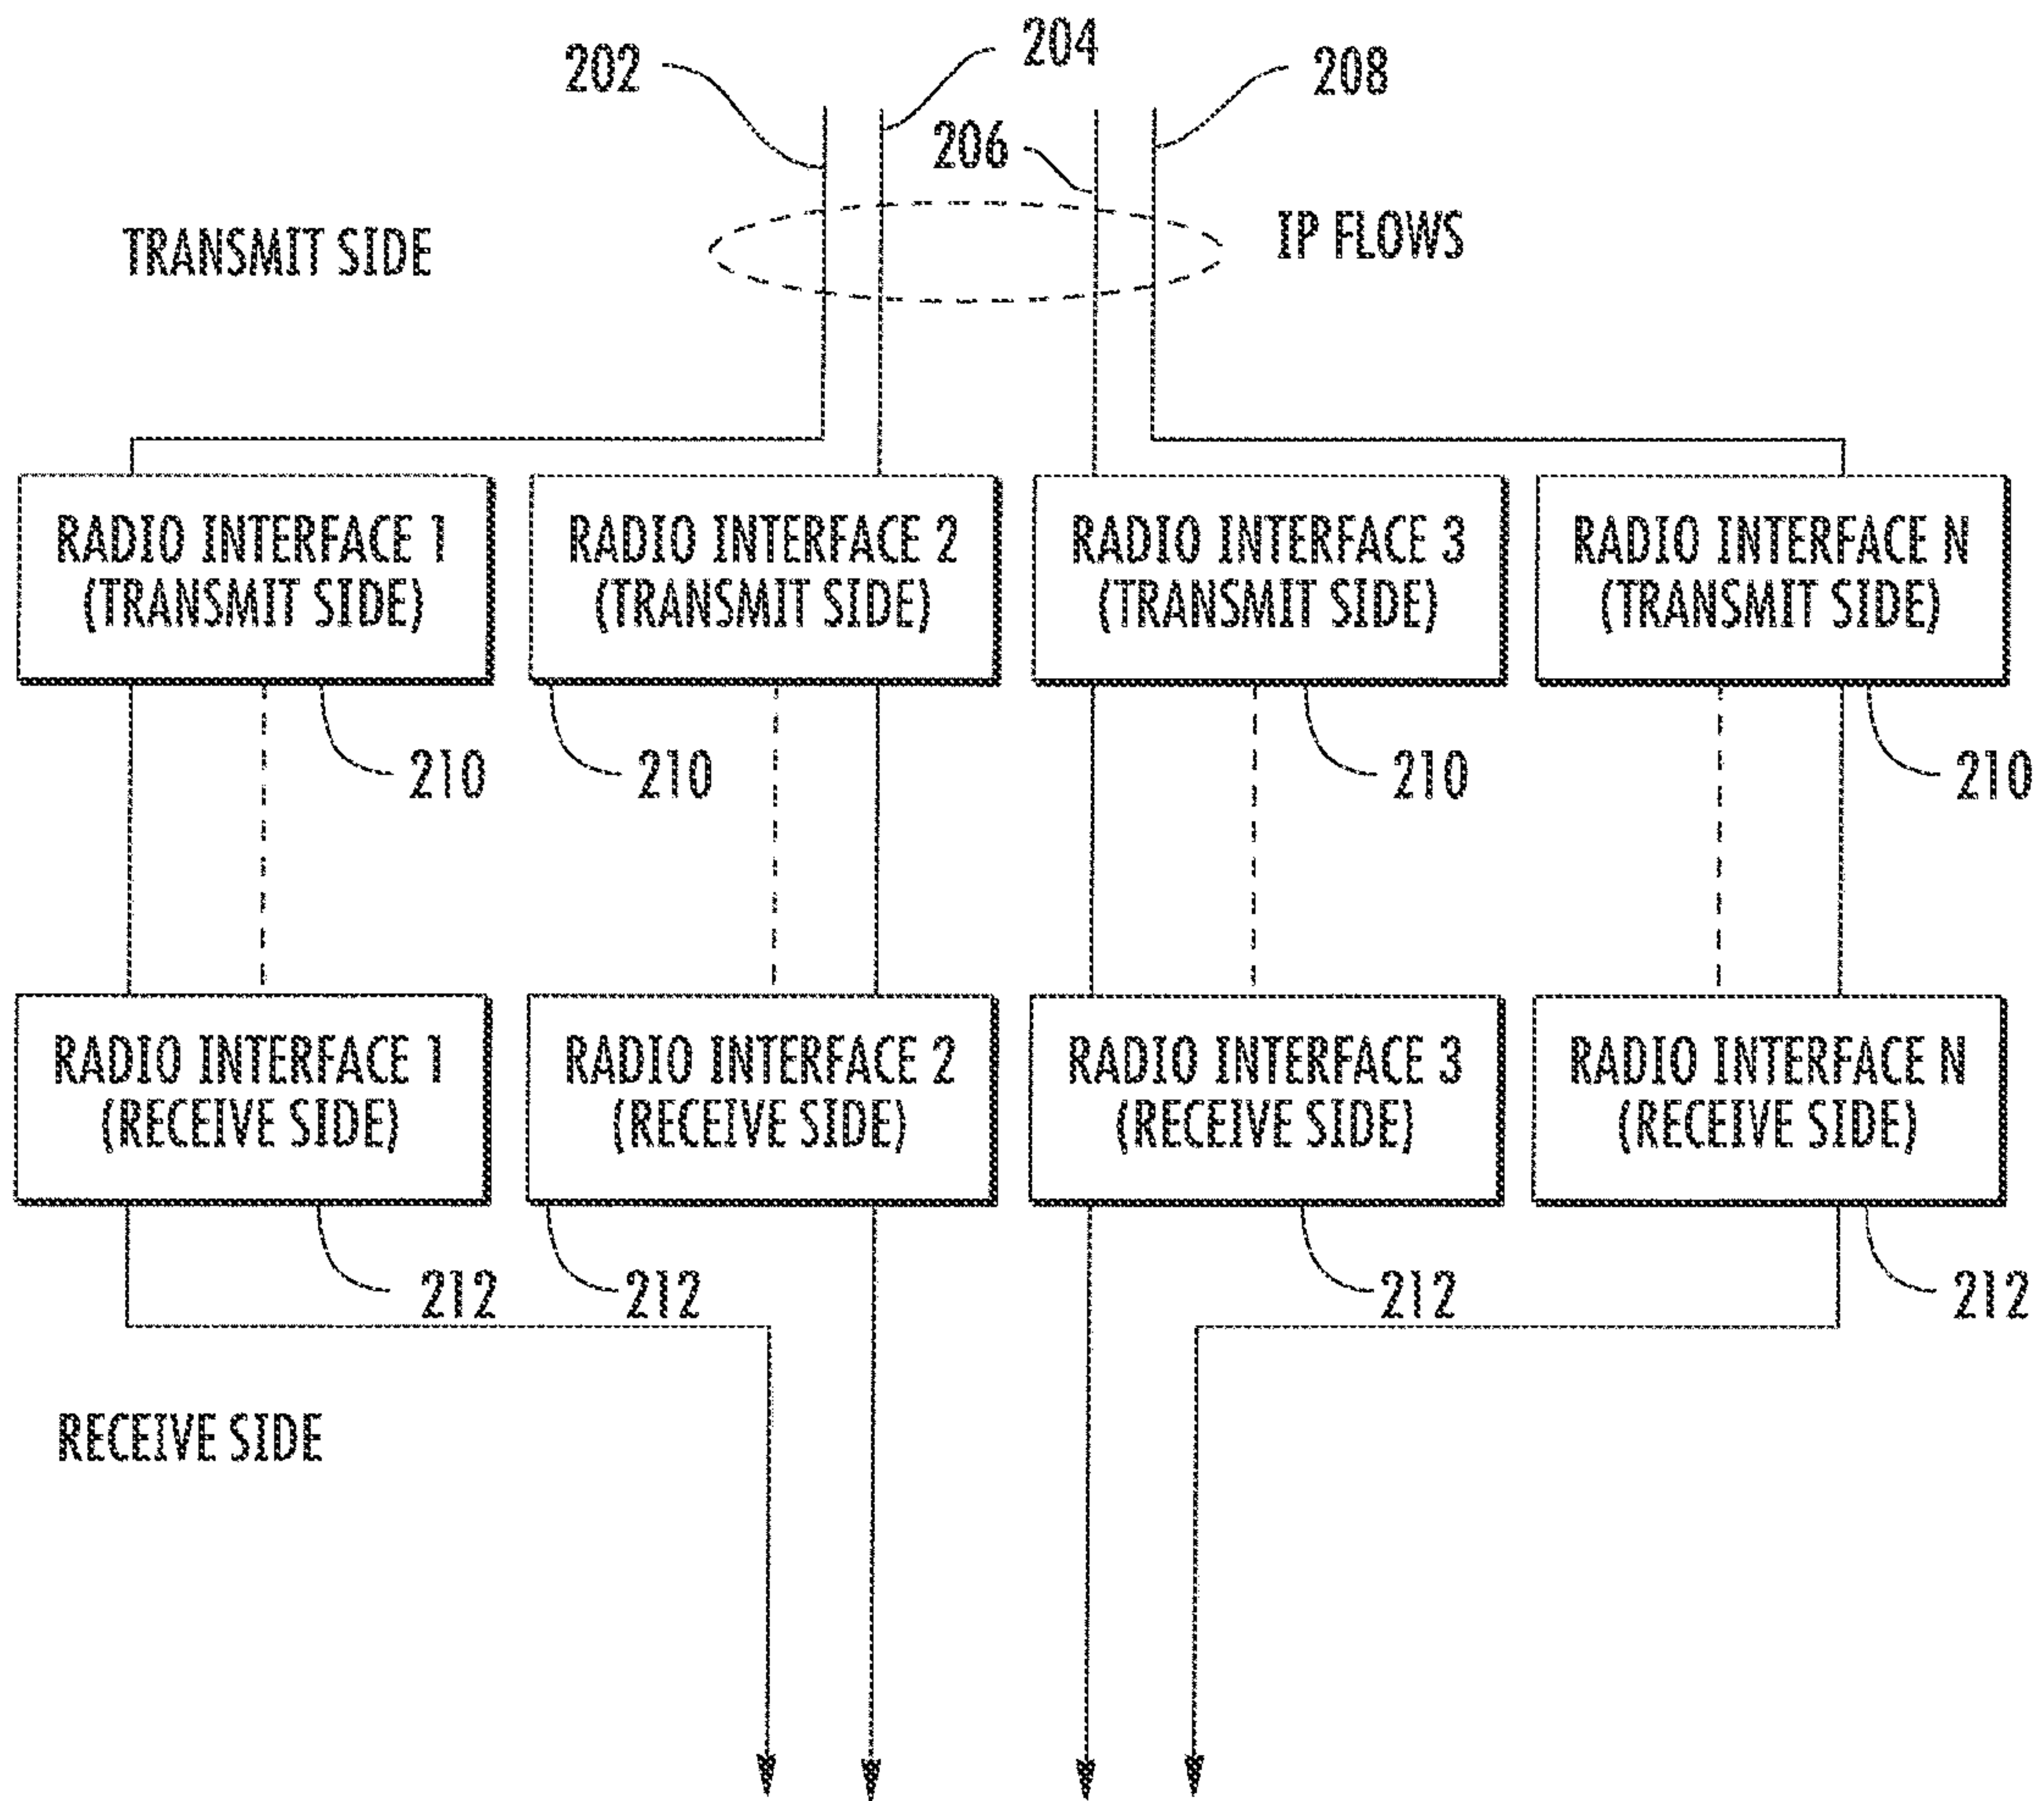 202
204
208
206
TRANSMIT SIDE
IP FLOWS
RADIO INTERFACE 1
(TRANSMIT SIDE)
RADIO INTERFACE 2
(TRANSMIT SIDE)
RADIO INTERFACE 3
(TRANSMIT SIDE)
RADIO INTERFACE N
(TRANSMIT SIDE)
210
210
210
210
RADIO INTERFACE 1
(RECEIVE SIDE)
RADIO INTERFACE 2
(RECEIVE SIDE)
RADIO INTERFACE 3
(RECEIVE SIDE)
RADIO INTERFACE N
(RECEIVE SIDE)
212
212
212
212
RECEIVE SIDE